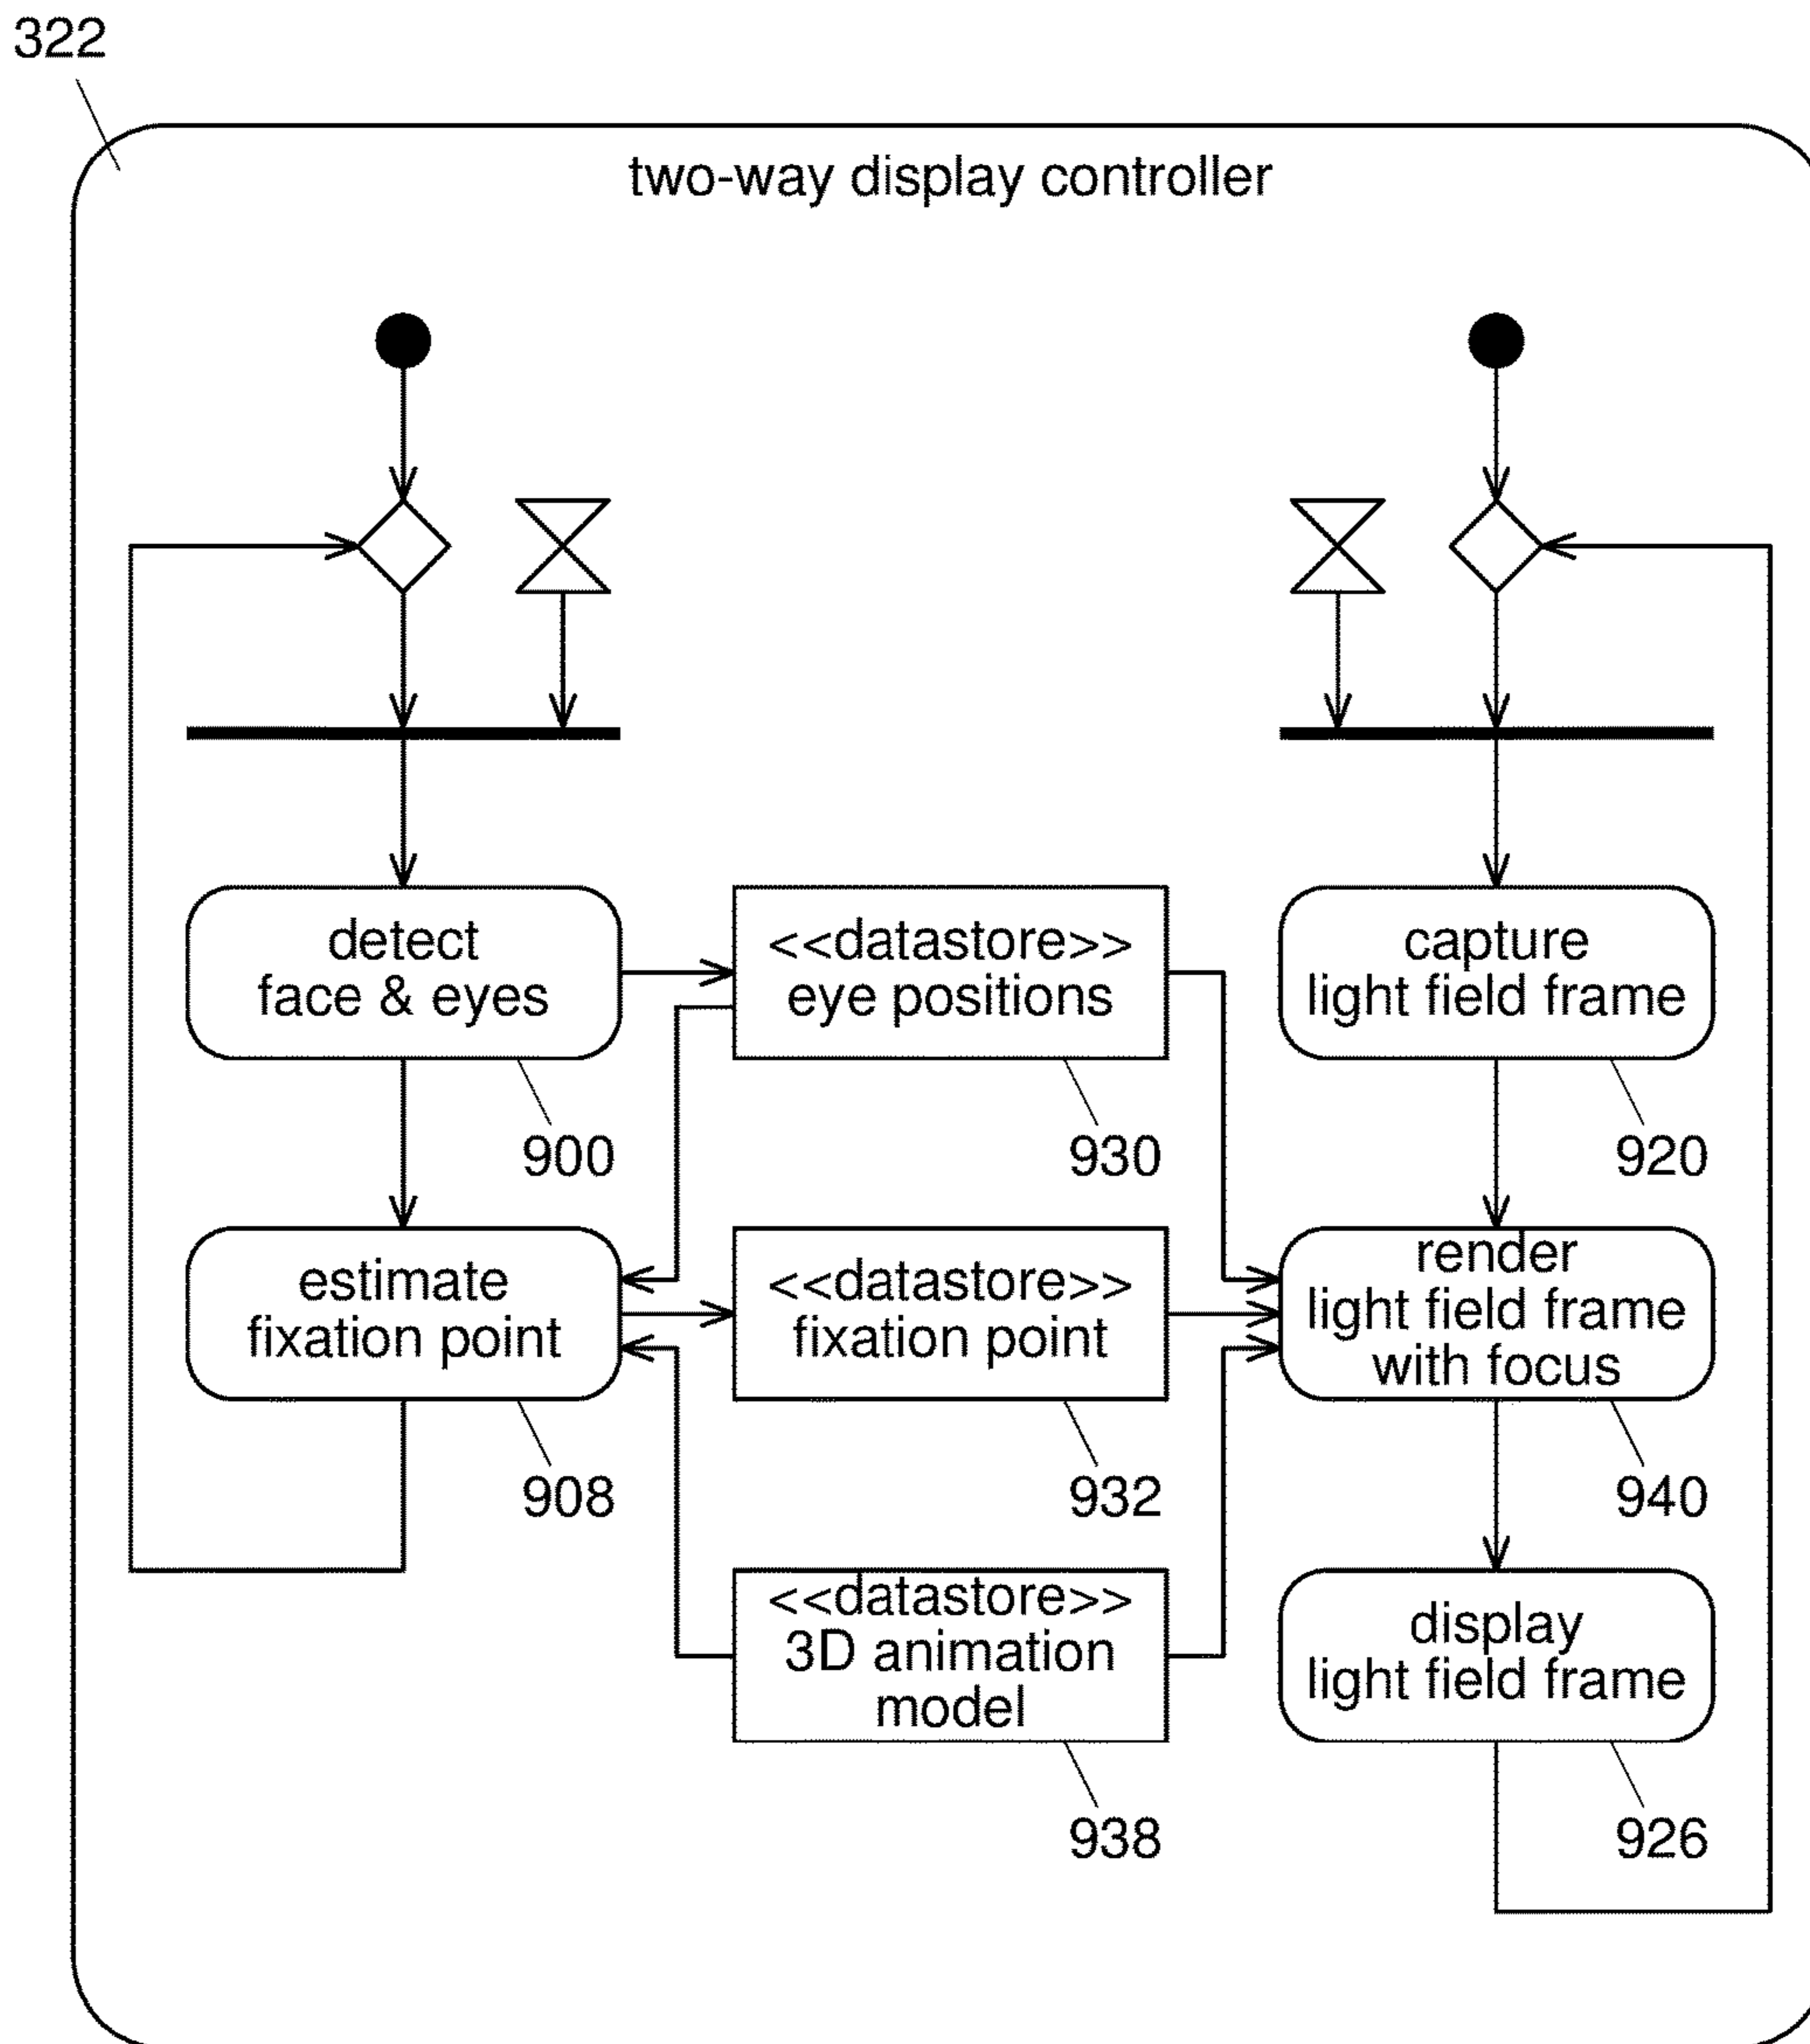 322
two-way display controller
detect
face & eyes
900
<<datastore>>
eye positions
930
capture
light field frame
920
estimate
fixation point
908
<<datastore>>
fixation point
932
render
light field frame
with focus
940
<<datastore>>
3D animation
model
938
display
light field frame
926